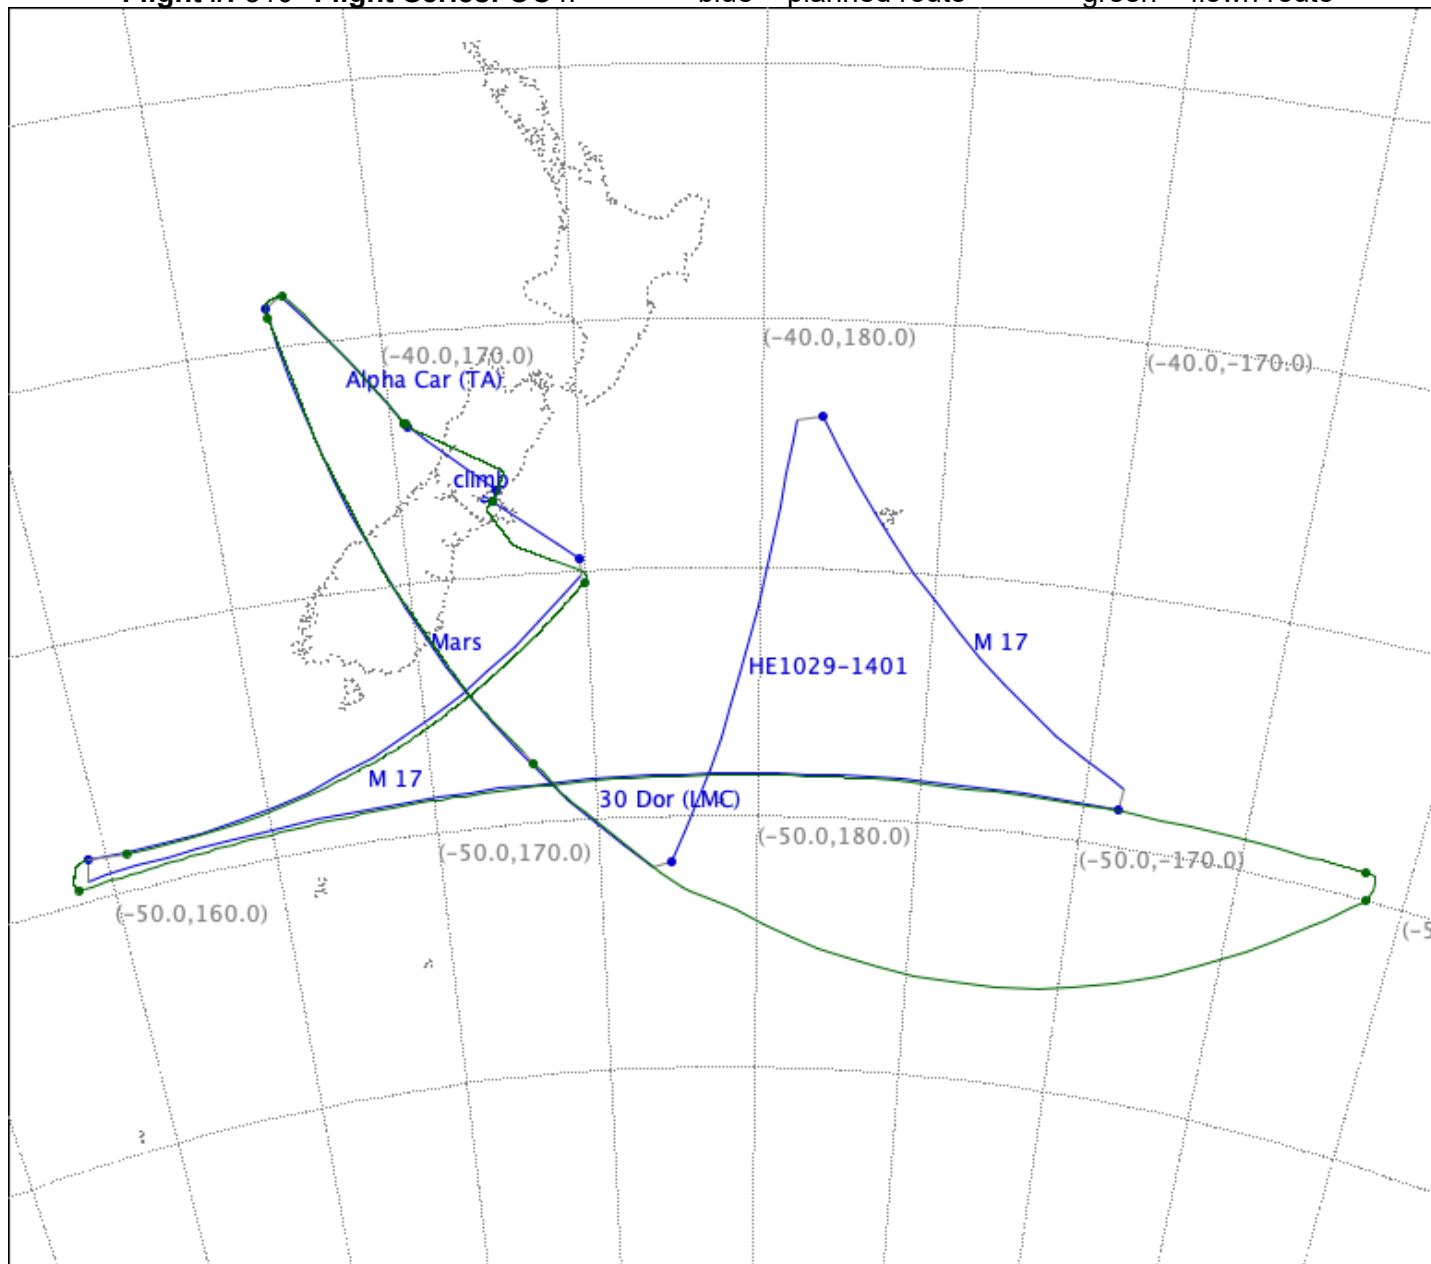 (-40.0,170.0)
(-40.0,180.0)
(-40.0,-170.0)
Alpha Car (TA)
climb
Mars
HE1029-1401
M 17
M 17
30 Dor (LMC)
(-50.0,160.0)
(-50.0,170.0)
(-50.0,180.0)
(-50.0,-170.0)
(-5